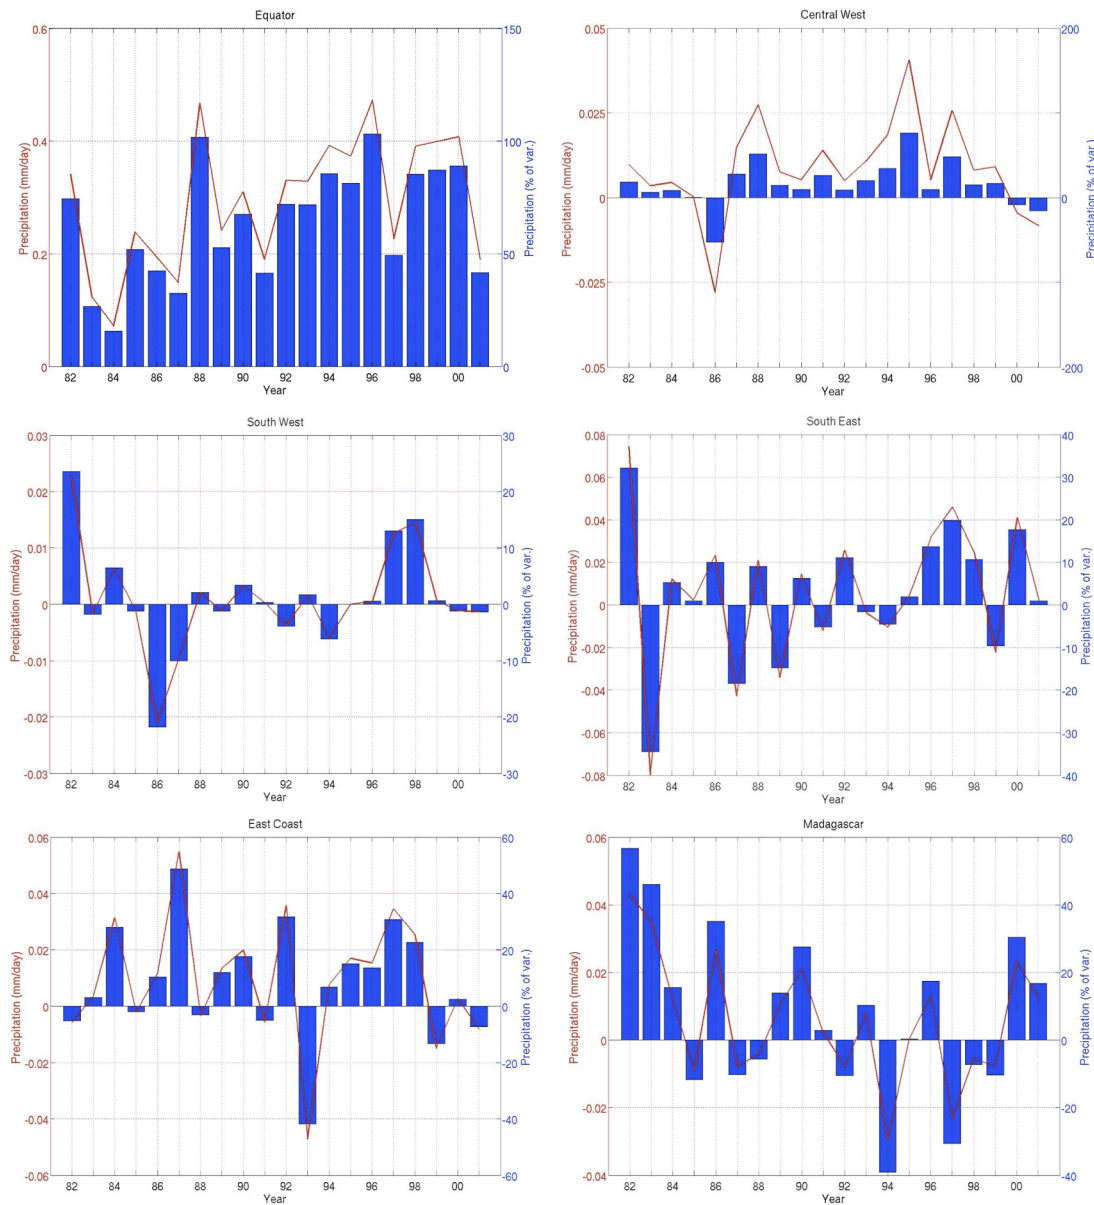 Equator
Precipitation (mm/day)
0.6
0.4
0.2
0
150
100
50
0
Precipitation (% of var.)
82 84 86 88 90 92 94 96 98 00
Year
Central West
Precipitation (mm/day)
0.05
0.025
0
-0.025
-0.05
200
0
-200
Precipitation (% of var.)
82 84 86 88 90 92 94 96 98 00
Year
South West
Precipitation (mm/day)
0.03
0.02
0.01
0
-0.01
-0.02
-0.03
30
20
10
0
-10
-20
-30
Precipitation (% of var.)
82 84 86 88 90 92 94 96 98 00
Year
South East
Precipitation (mm/day)
0.08
0.06
0.04
0.02
0
-0.02
-0.04
-0.06
-0.08
40
30
20
10
0
-10
-20
-30
-40
Precipitation (% of var.)
82 84 86 88 90 92 94 96 98 00
Year
East Coast
Precipitation (mm/day)
0.06
0.04
0.02
0
-0.02
-0.04
-0.06
60
40
20
0
-20
-40
-60
Precipitation (% of var.)
82 84 86 88 90 92 94 96 98 00
Year
Madagascar
Precipitation (mm/day)
0.06
0.04
0.02
0
-0.02
-0.04
60
40
20
0
-20
-40
Precipitation (% of var.)
82 84 86 88 90 92 94 96 98 00
Year